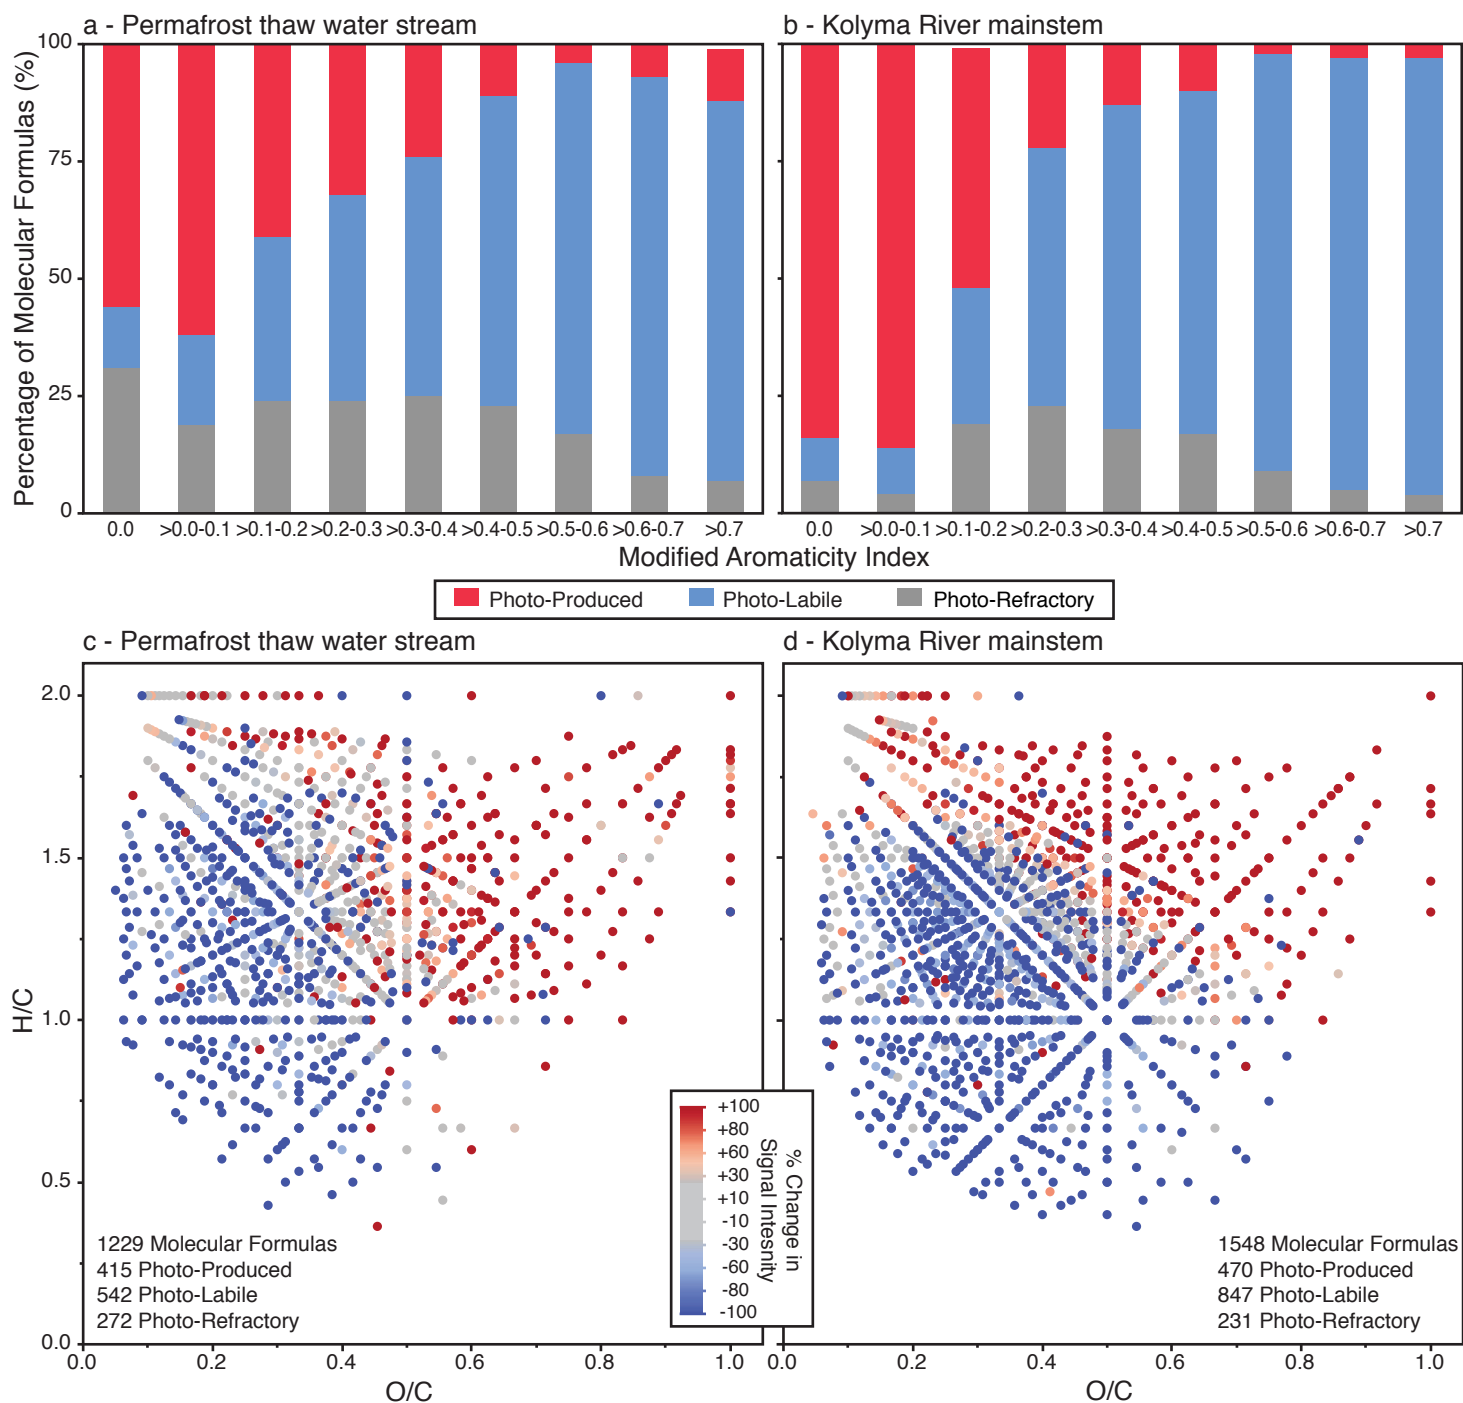 a - Permafrost thaw water stream
b - Kolyma River mainstem
Percentage of Molecular Formulas (%)
100
75
50
25
0
0.0 >0.0-0.1 >0.1-0.2 >0.2-0.3 >0.3-0.4 >0.4-0.5 >0.5-0.6 >0.6-0.7 >0.7
0.0 >0.0-0.1 >0.1-0.2 >0.2-0.3 >0.3-0.4 >0.4-0.5 >0.5-0.6 >0.6-0.7 >0.7
Modified Aromaticity Index
Photo-Produced Photo-Labile Photo-Refractory
c - Permafrost thaw water stream
d - Kolyma River mainstem
H/C
2.0
1.5
1.0
0.5
0.0
1229 Molecular Formulas
415 Photo-Produced
542 Photo-Labile
272 Photo-Refractory
+100
+80
+60
+30
+10
-10
-30
-60
-80
-100
% Change in
Signal Intesnity
1548 Molecular Formulas
470 Photo-Produced
847 Photo-Labile
231 Photo-Refractory
0.0 0.2 0.4 0.6 0.8 1.0
0.0 0.2 0.4 0.6 0.8 1.0
O/C
O/C